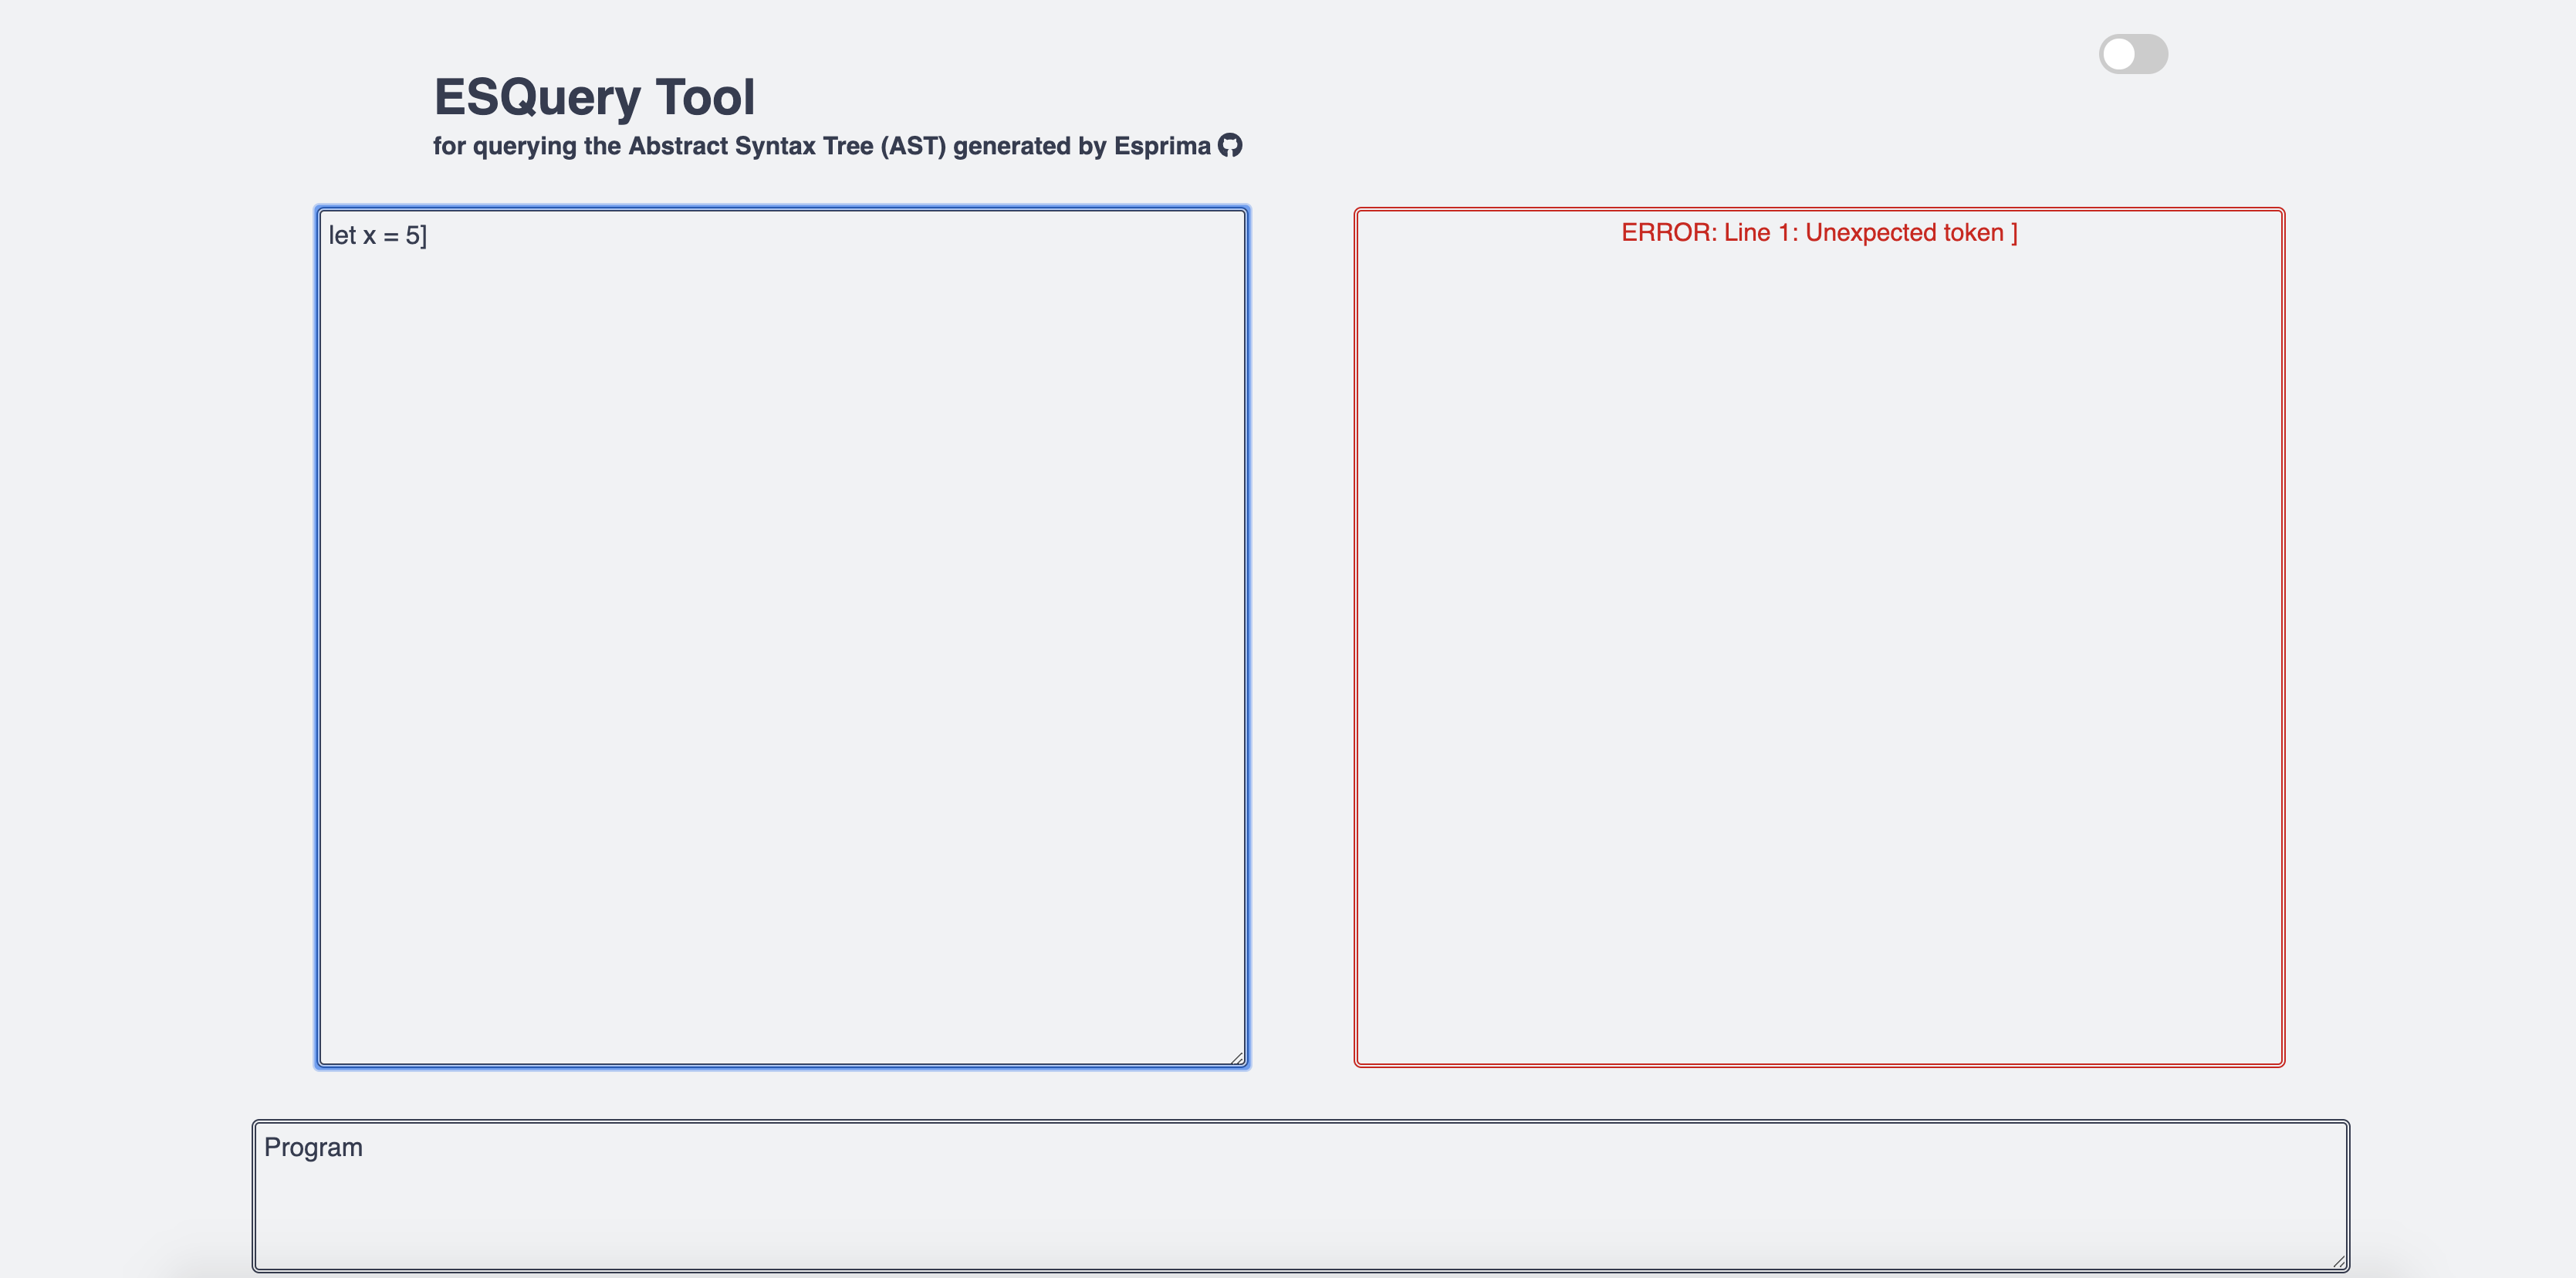 ESQuery Tool
for querying the Abstract Syntax Tree (AST) generated by Esprima
let x = 5]
ERROR: Line 1: Unexpected token ]
Program